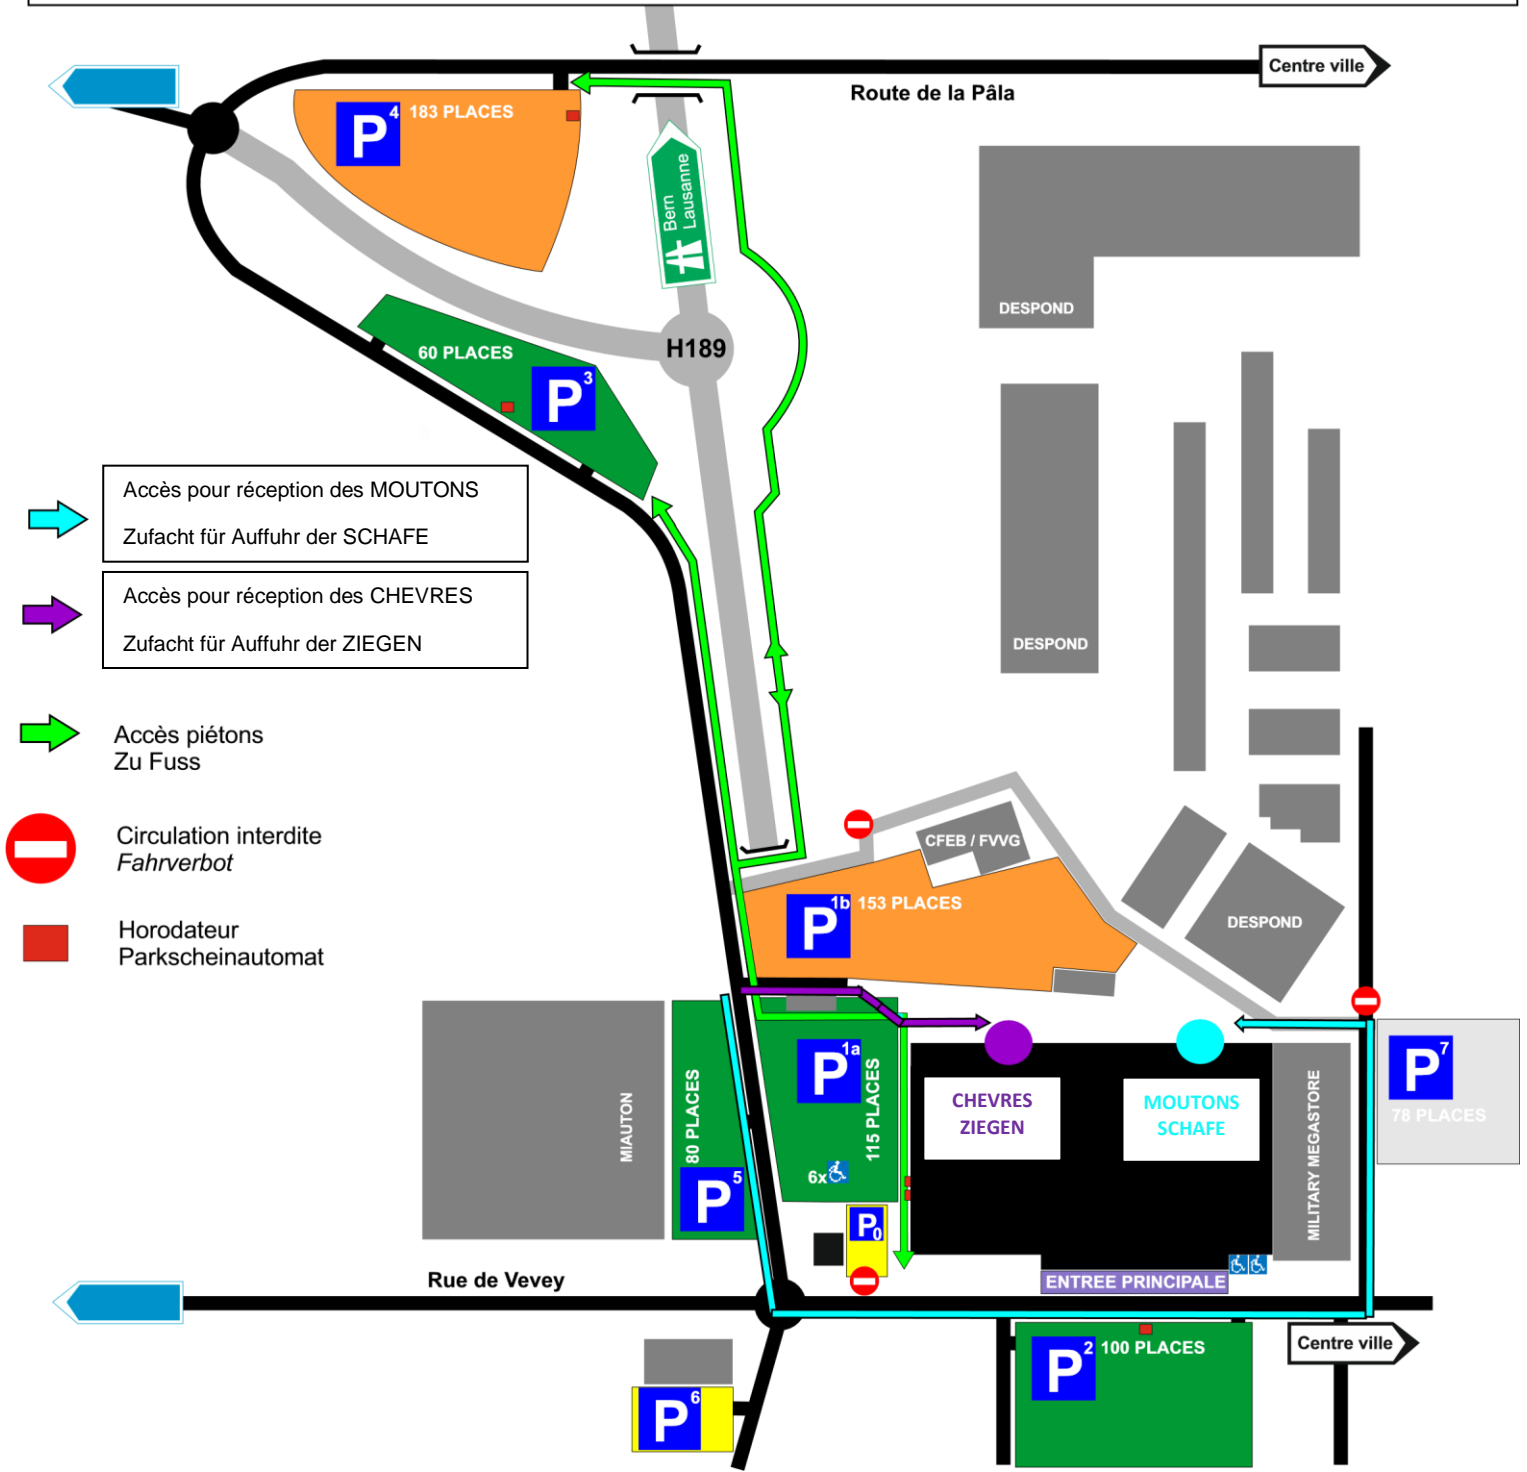 Centre ville
Route de la Pâla
P4 183 PLACES
Bern
Lausanne
DESPOND
H189
60 PLACES
P3
Accès pour réception des MOUTONS
Zufacht für Auffuhr der SCHAFE
Accès pour réception des CHEVRES
Zufacht für Auffuhr der ZIEGEN
DESPOND
Accès piétons
Zu Fuss
Circulation interdite
Fahrverbot
CFEB / FVVG
P1b 153 PLACES
DESPOND
Horodateur
Parkscheinautomat
MIAUTON
80 PLACES
P5
P1a
115 PLACES
6x
P0
CHEVRES
ZIEGEN
MOUTONS
SCHAFE
MILITARY MEGASTORE
P7
78 PLACES
Rue de Vevey
ENTREE PRINCIPALE
P2 100 PLACES
Centre ville
P6